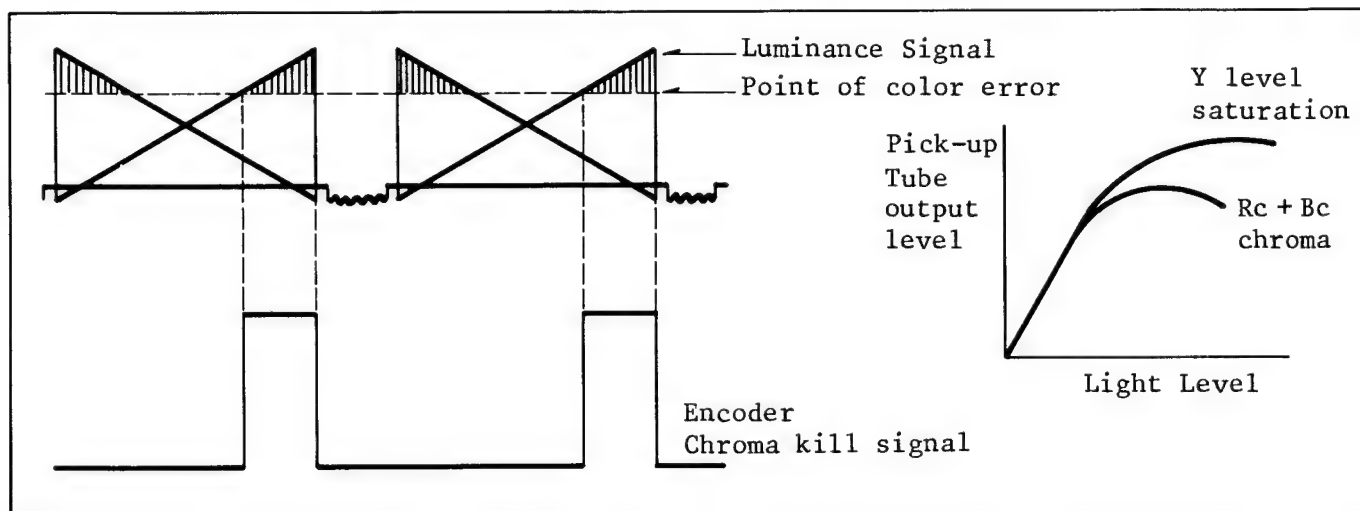 Luminance Signal
Point of color error
Encoder
Chroma kill signal
Y level
saturation
Pick-up
Tube
output
level
Rc + Bc
chroma
Light Level